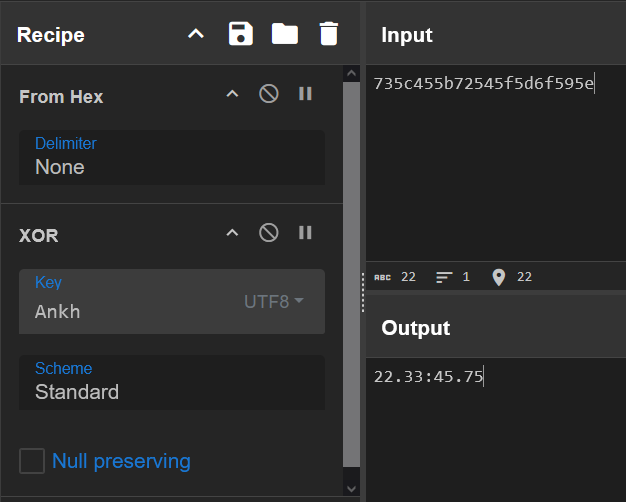 Recipe
From Hex
Delimiter
None
XOR
Key
Ankh
UTF8
Scheme
Standard
Null preserving
Input
735c455b72545f5d6f595e
ABC 22 1 22
Output
22.33:45.75